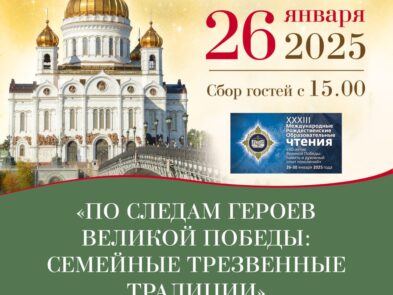 26 января
2025
Сбор гостей с 15.00
XXXIII
Международные
Рождественские
Образовательные
чтения
«ПО СЛЕДАМ ГЕРОЕВ
ВЕЛИКОЙ ПОБЕДЫ:
СЕМЕЙНЫЕ ТРЕЗВЕННЫЕ
ТРАДИЦИИ»